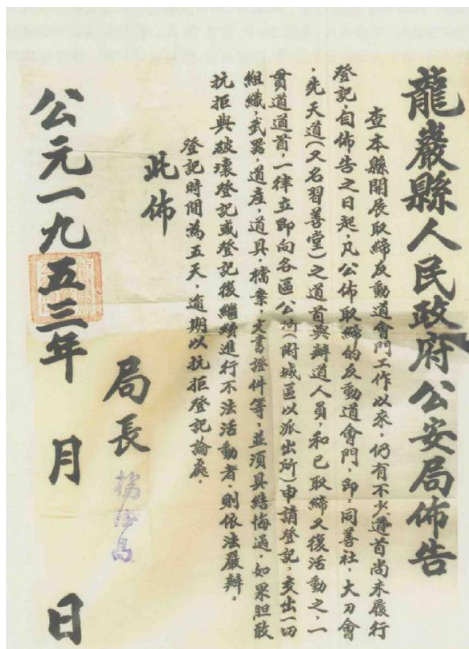 龍巖縣人民政府公安局佈告
查本縣開展取締反動道會門工作以來，仍有不少道首尚未履行
登記，自佈告之日起，凡公佈取締的反動道會門，即，同善社，大刀會
，先天道（又名習善堂）之道首與辦道人員，和已取締又復活動之，一
貫道道首，一律立即向各區公所（附城區以派出所）申請登記，交出一切
組織，武器，道產，道具，檔案，文書證件等，並須具結悔過，如果胆敢
抗拒與破壞登記或登記後繼續進行不法活動者，則依法嚴辦。
登記時間為五天，逾期以抗拒登記論處，
此佈
局長
公元一九五三年 月 日